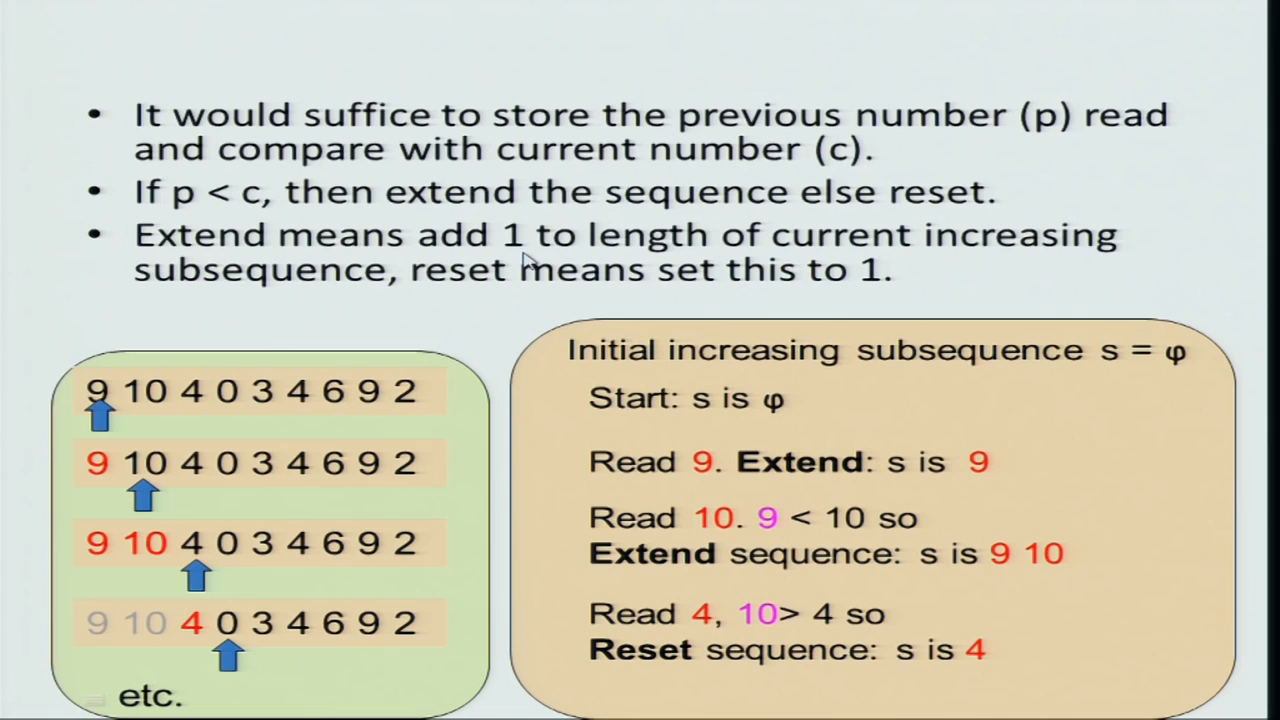 • It would suffice to store the previous number (p) read
and compare with current number (c).
• If p < c, then extend the sequence else reset.
• Extend means add 1 to length of current increasing
subsequence, reset means set this to 1.
9 10 4 0 3 4 6 9 2
9 10 4 0 3 4 6 9 2
9 10 4 0 3 4 6 9 2
9 10 4 0 3 4 6 9 2
etc.
Initial increasing subsequence s = φ
Start: s is φ
Read 9. Extend: s is 9
Read 10. 9 < 10 so
Extend sequence: s is 9 10
Read 4, 10> 4 so
Reset sequence: s is 4